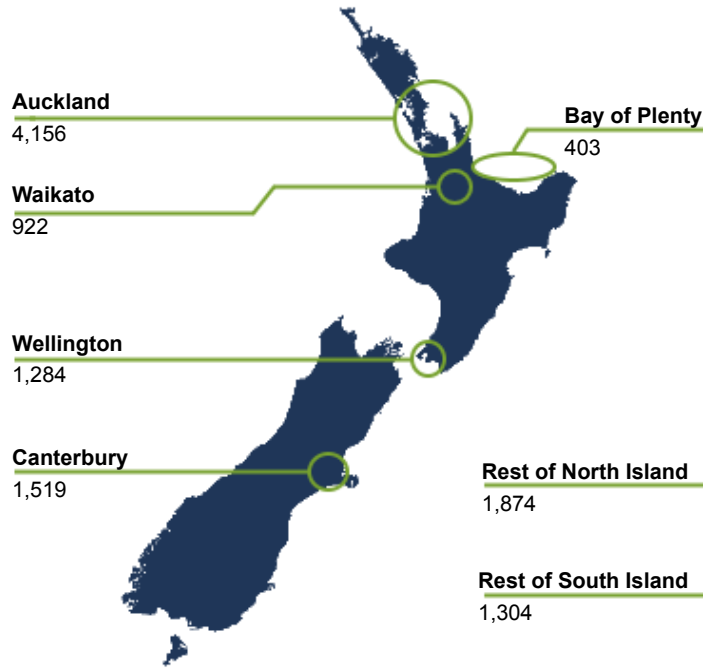 Auckland
4,156
Bay of Plenty
403
Waikato
922
Wellington
1,284
Canterbury
1,519
Rest of North Island
1,874
Rest of South Island
1,304